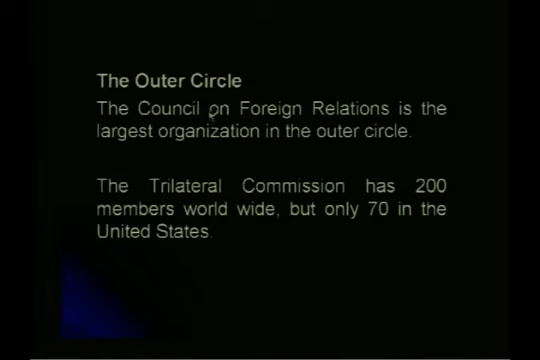 The Outer Circle
The Council on Foreign Relations is the
largest organization in the outer circle.
The Trilateral Commission has 200
members world wide, but only 70 in the
United States.